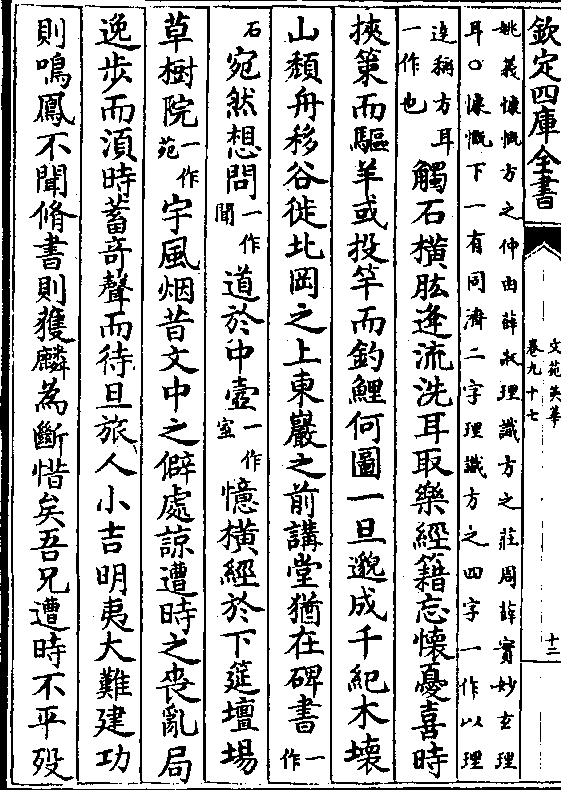 欽定四庫全書
文苑英華
卷九十七
十二
姚義慷慨方之仲由薛收理識方之莊周薛實妙玄理
耳○慷慨下一有同濟二字理識方之四字一作以理
達稱方耳
一作也
觸石横肱逢流洗耳取樂經籍忘懷憂喜時
挾策而驅羊或投竿而釣鯉何圖一旦邈成千紀木壊
山頽舟移谷徙北岡之上東巖之前講堂猶在碑書一作
石宛然想問一作聞道於中壼一作室憶横經於下筵壇場
草樹院一作苑宇風烟昔文中之僻處諒遭時之喪亂局
逸步而湏時蓄竒聲而待旦旅人小吉明夷大難建功
則鳴鳳不聞脩書則獲麟為斷惜矣吾兄遭時不平殁